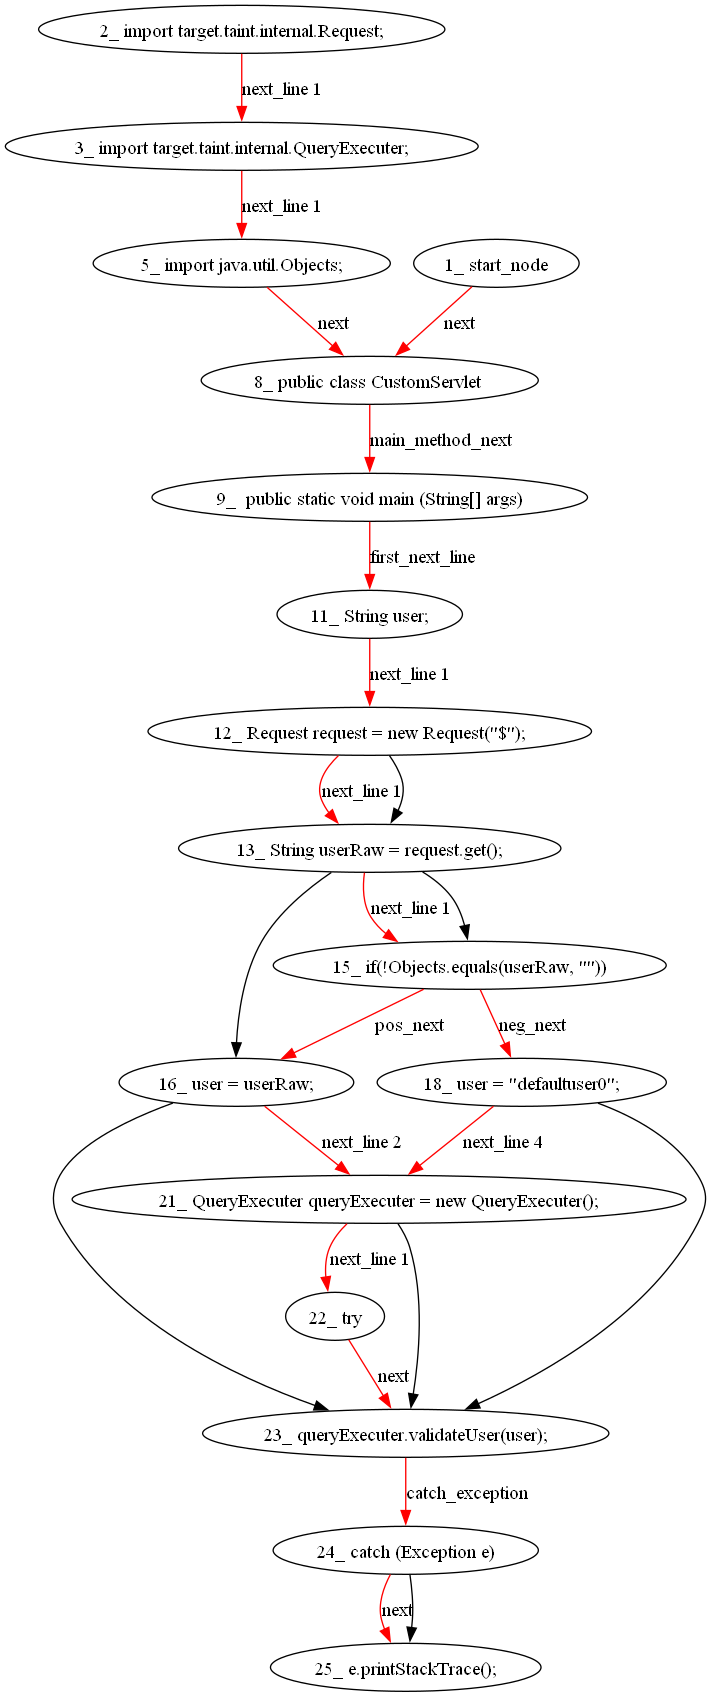 2_ import target.taint.internal.Request;
next_line 1
3_ import target.taint.internal.QueryExecuter;
next_line 1
5_ import java.util.Objects;
1_ start_node
next
next
8_ public class CustomServlet
main_method_next
9_  public static void main (String[] args)
first_next_line
11_ String user;
next_line 1
12_ Request request = new Request("$");
next_line 1
13_ String userRaw = request.get();
next_line 1
15_ if(!Objects.equals(userRaw, ""))
pos_next
neg_next
16_ user = userRaw;
18_ user = "defaultuser0";
next_line 2
next_line 4
21_ QueryExecuter queryExecuter = new QueryExecuter();
next_line 1
22_ try
next
23_ queryExecuter.validateUser(user);
catch_exception
24_ catch (Exception e)
next
25_ e.printStackTrace();